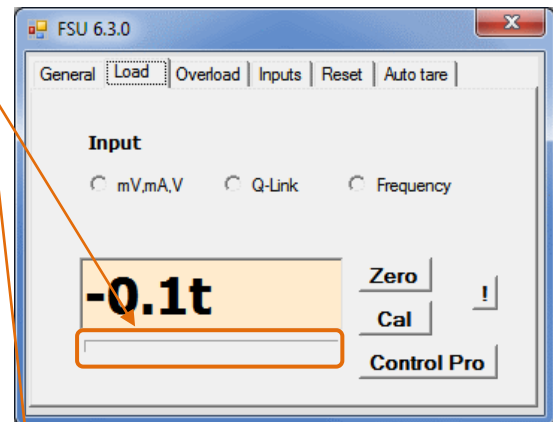 FSU 6.3.0
General Load Overload Inputs Reset Auto tare
Input
mV,mA,V Q-Link Frequency
-0.1t
Zero
!
Cal
Control Pro